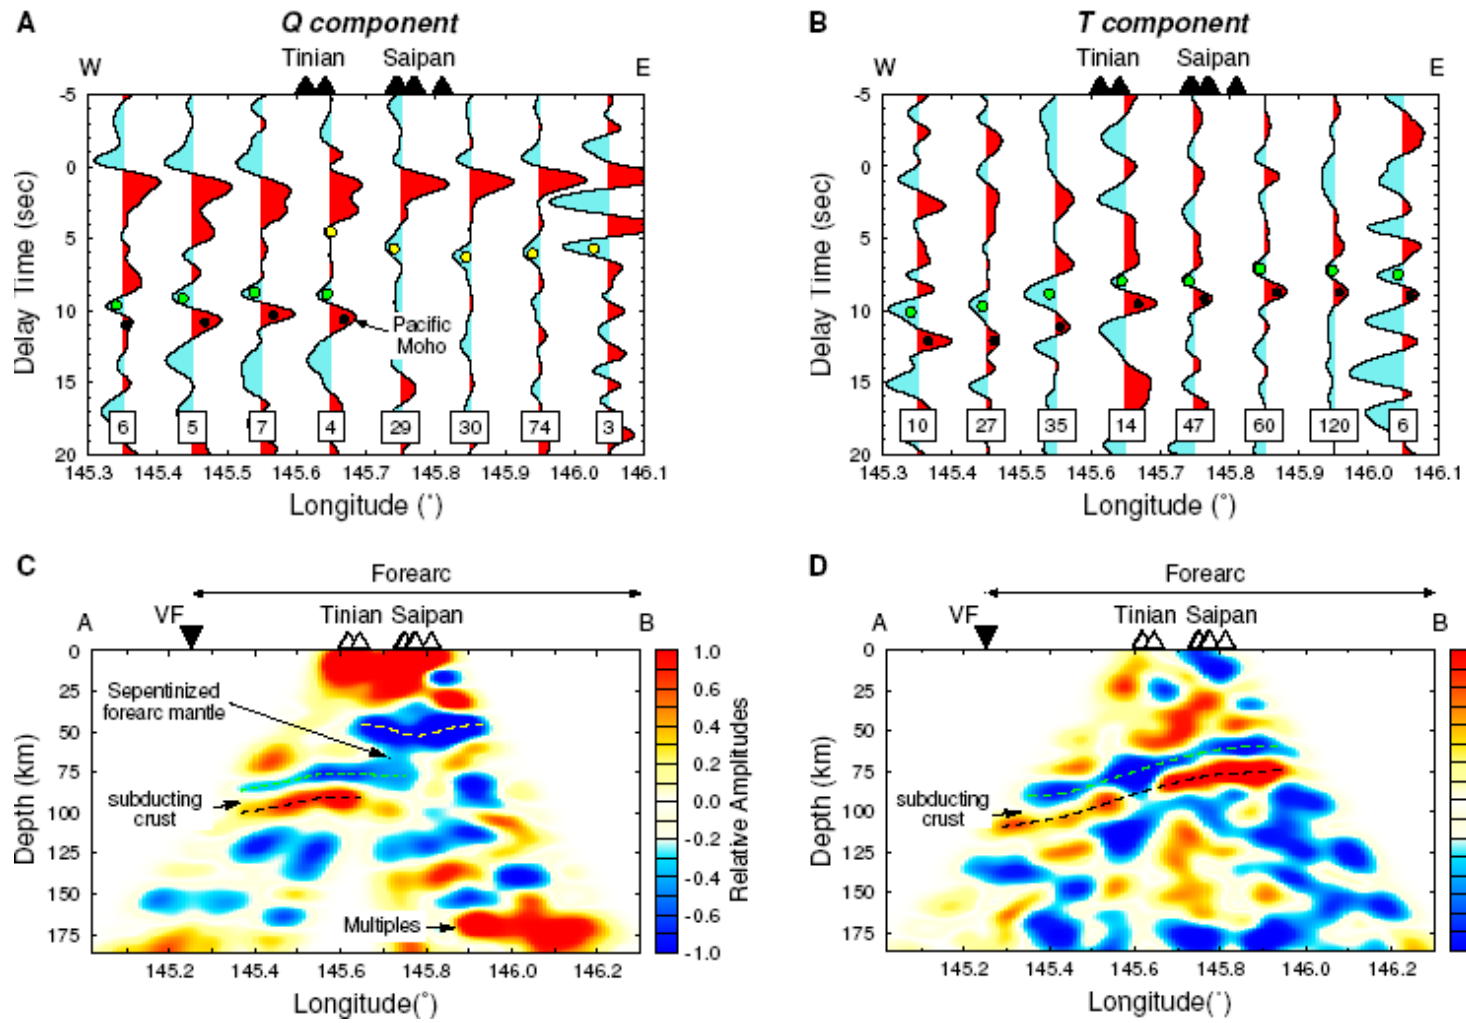 A Q component
Tinian Saipan
W E
-5
0
5
10
15
20
Delay Time (sec)
Pacific
Moho
6 5 7 4 29 30 74 3
145.3 145.4 145.5 145.6 145.7 145.8 145.9 146.0 146.1
Longitude (°)
B T component
Tinian Saipan
W E
-5
0
5
10
15
20
Delay Time (sec)
10 27 35 14 47 60 120 6
145.3 145.4 145.5 145.6 145.7 145.8 145.9 146.0 146.1
Longitude (°)
C Forearc
A VF Tinian Saipan B
0
25
50
75
100
125
150
175
Depth (km)
Sepentinized
forearc mantle
subducting
crust
Multiples
145.2 145.4 145.6 145.8 146.0 146.2
Longitude(°)
1.0
0.6
0.4
0.2
0.0
-0.2
-0.4
-0.6
-1.0
Relative Amplitudes
D Forearc
A VF Tinian Saipan B
0
25
50
75
100
125
150
175
Depth (km)
subducting
crust
145.2 145.4 145.6 145.8 146.0 146.2
Longitude(°)